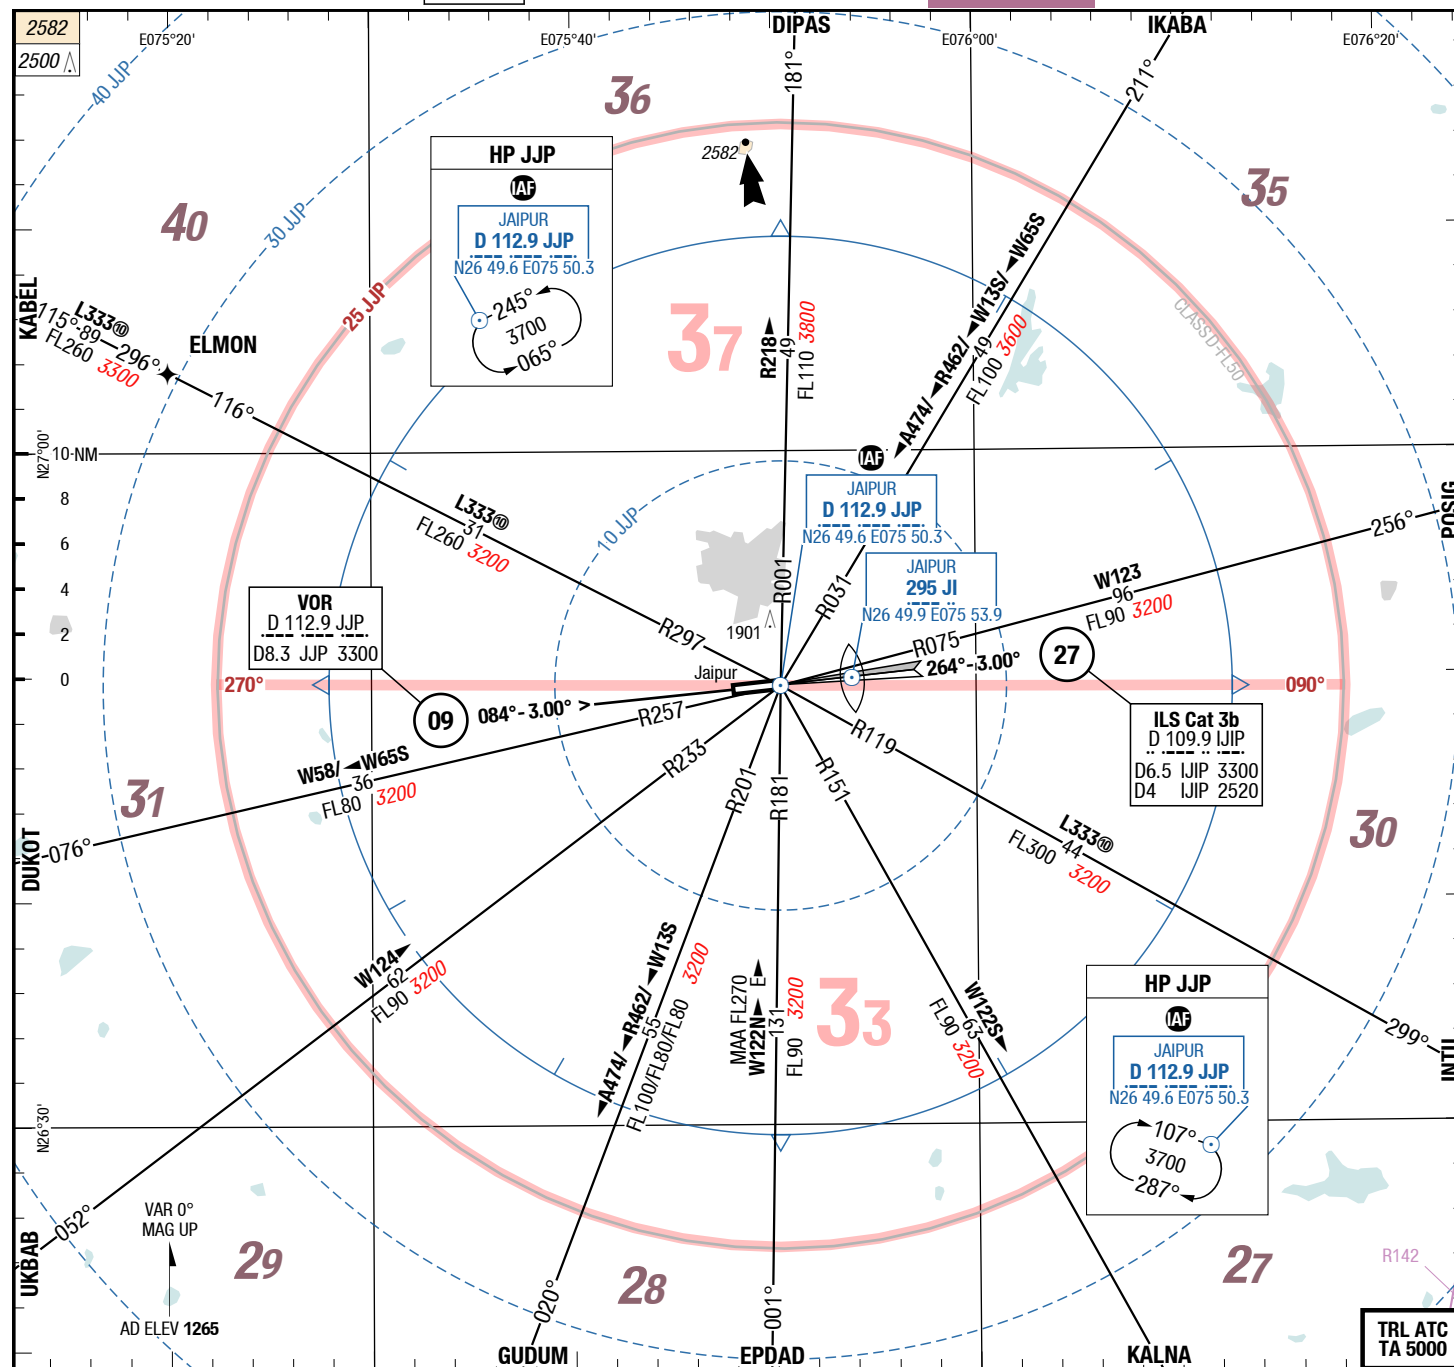 2582
2500
E075°20'
E075°40'
DIPAS
E076°00'
IKABA
E076°20'
40 JJP
181°
211°
36
35
40
2582
HP JJP
IAF
JAIPUR
D 112.9 JJP
N26 49.6 E075 50.3
245°
3700
065°
30 JJP
25 JJP
37
KABEL
L333⑩
115°-89-296°
FL260 3300
ELMON
116°
R218
49
FL110 3800
A474/ R462/ W13S/ W65S
49
FL100 3600
CLASS D-FL50
N27°00'
10 NM
8
6
4
2
0
L333⑩
31
FL260 3200
10 JJP
IAF
JAIPUR
D 112.9 JJP
N26 49.6 E075 50.3
JAIPUR
295 JI
N26 49.9 E075 53.9
POSIG
256°
W123
96
FL90 3200
R001
R031
R075
R297
1901
Jaipur
VOR
D 112.9 JJP
D8.3 JJP 3300
264°-3.00°
27
270°
090°
09
084°-3.00° >
R257
R233
R201
R181
R151
R119
ILS Cat 3b
D 109.9 IJIP
D6.5 IJIP 3300
D4 IJIP 2520
W58/ W65S
36
FL80 3200
31
30
DUKOT
076°
L333⑩
44
FL300 3200
W124
62
FL90 3200
A474/ R462/ W13S
55
FL100/FL80/FL80 3200
MAA FL270
W122N E
131
FL90 3200
33
W122S
63
FL90 3200
HP JJP
IAF
JAIPUR
D 112.9 JJP
N26 49.6 E075 50.3
107°
3700
287°
299°
INTIL
N26°30'
052°
UKBAB
VAR 0°
MAG UP
AD ELEV 1265
29
28
27
R142
020°
001°
GUDUM
EPDAD
KALNA
TRL ATC
TA 5000